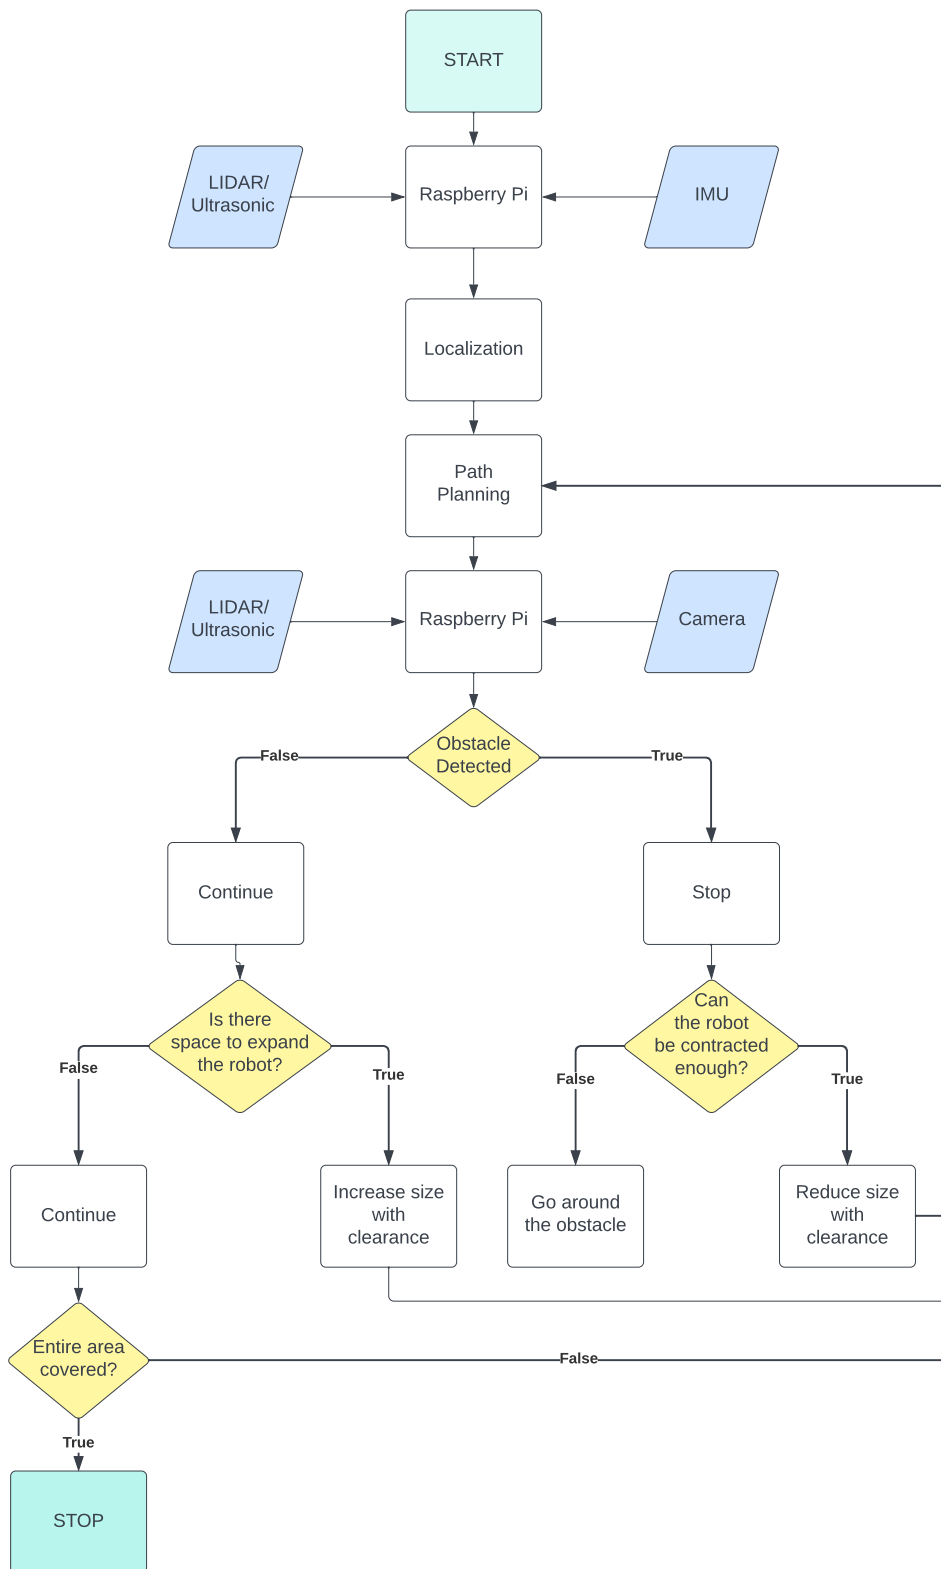 START
LIDAR/
Ultrasonic
Raspberry Pi
IMU
Localization
Path
Planning
LIDAR/
Ultrasonic
Raspberry Pi
Camera
Obstacle
Detected
False
True
Continue
Stop
Is there
space to expand
the robot?
Can
the robot
be contracted
enough?
False
True
False
True
Continue
Increase size
with
clearance
Go around
the obstacle
Reduce size
with
clearance
Entire area
covered?
False
True
STOP